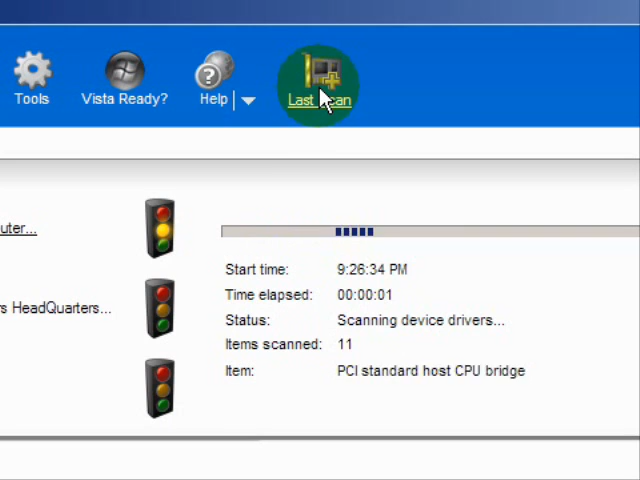 Tools
Vista Ready?
Help
Last
uter...
s HeadQuarters...
Start time: 9:26:34 PM
Time elapsed: 00:00:01
Status: Scanning device drivers...
Items scanned: 11
Item: PCI standard host CPU bridge